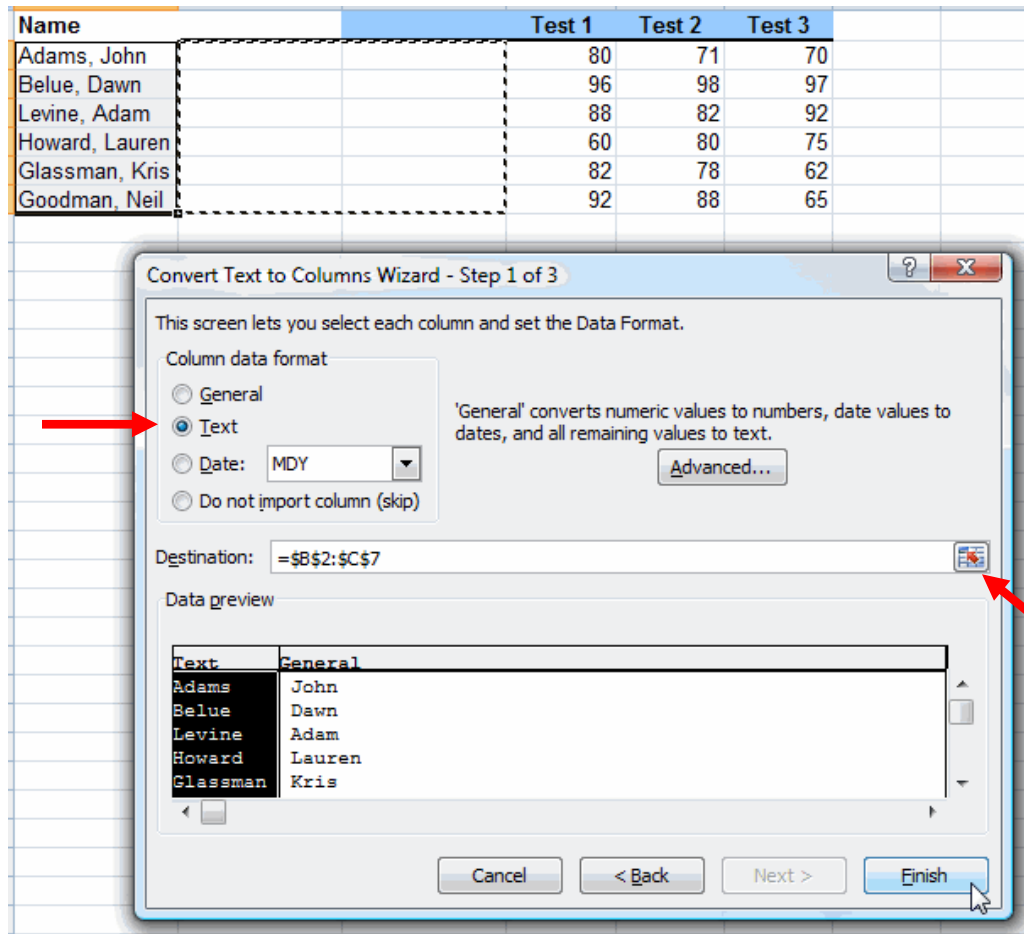 Name Test 1 Test 2 Test 3
Adams, John 80 71 70
Belue, Dawn 96 98 97
Levine, Adam 88 82 92
Howard, Lauren 60 80 75
Glassman, Kris 82 78 62
Goodman, Neil 92 88 65
Convert Text to Columns Wizard - Step 1 of 3
?
X
This screen lets you select each column and set the Data Format.
Column data format
General
Text
Date: MDY
Do not import column (skip)
'General' converts numeric values to numbers, date values to
dates, and all remaining values to text.
Advanced...
Destination: =$B$2:$C$7
Data preview
Text General
Adams John
Belue Dawn
Levine Adam
Howard Lauren
Glassman Kris
Cancel < Back Next > Finish